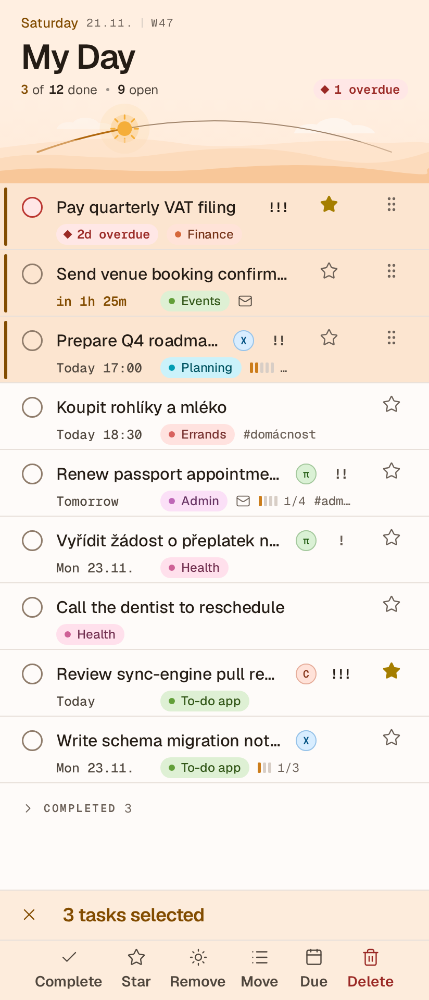 Saturday 21.11. | W47
My Day
3 of 12 done • 9 open
1 overdue
Pay quarterly VAT filing !!!
2d overdue Finance
Send venue booking confirm…
in 1h 25m Events
Prepare Q4 roadma… X !!
Today 17:00 Planning …
Koupit rohlíky a mléko
Today 18:30 Errands #domácnost
Renew passport appointme… π !!
Tomorrow Admin 1/4 #adm…
Vyřídit žádost o přeplatek n… π !
Mon 23.11. Health
Call the dentist to reschedule
Health
Review sync-engine pull re… C !!!
Today To-do app
Write schema migration not… X
Mon 23.11. To-do app 1/3
COMPLETED 3
3 tasks selected
Complete Star Remove Move Due Delete